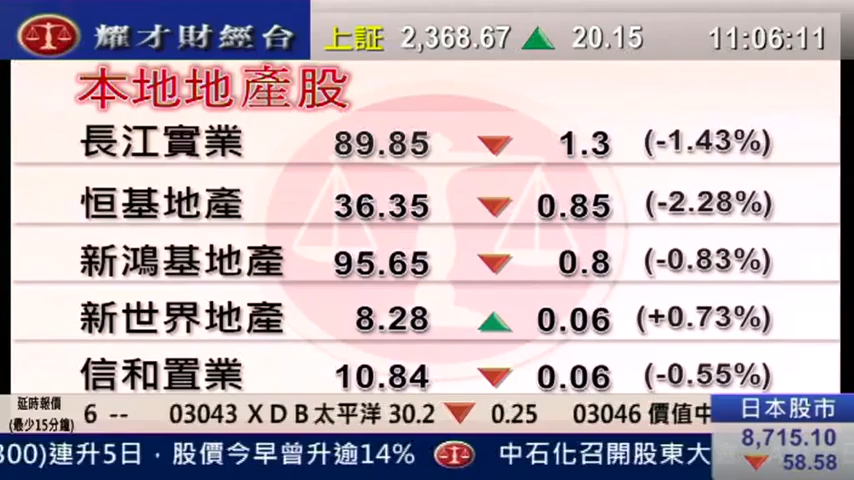 耀才財經台 上証 2,368.67 ▲ 20.15 11:06:11
本地地產股
長江實業 89.85 ▼ 1.3 (-1.43%)
恒基地產 36.35 ▼ 0.85 (-2.28%)
新鴻基地產 95.65 ▼ 0.8 (-0.83%)
新世界地產 8.28 ▲ 0.06 (+0.73%)
信和置業 10.84 ▼ 0.06 (-0.55%)
延時報價
(最少15分鐘)
6 -- 03043 XDB太平洋 30.2 ▼ 0.25 03046 價值中
日本股市
8,715.10
▼ 58.58
300)連升5日，股價今早曾升逾14% 中石化召開股東大